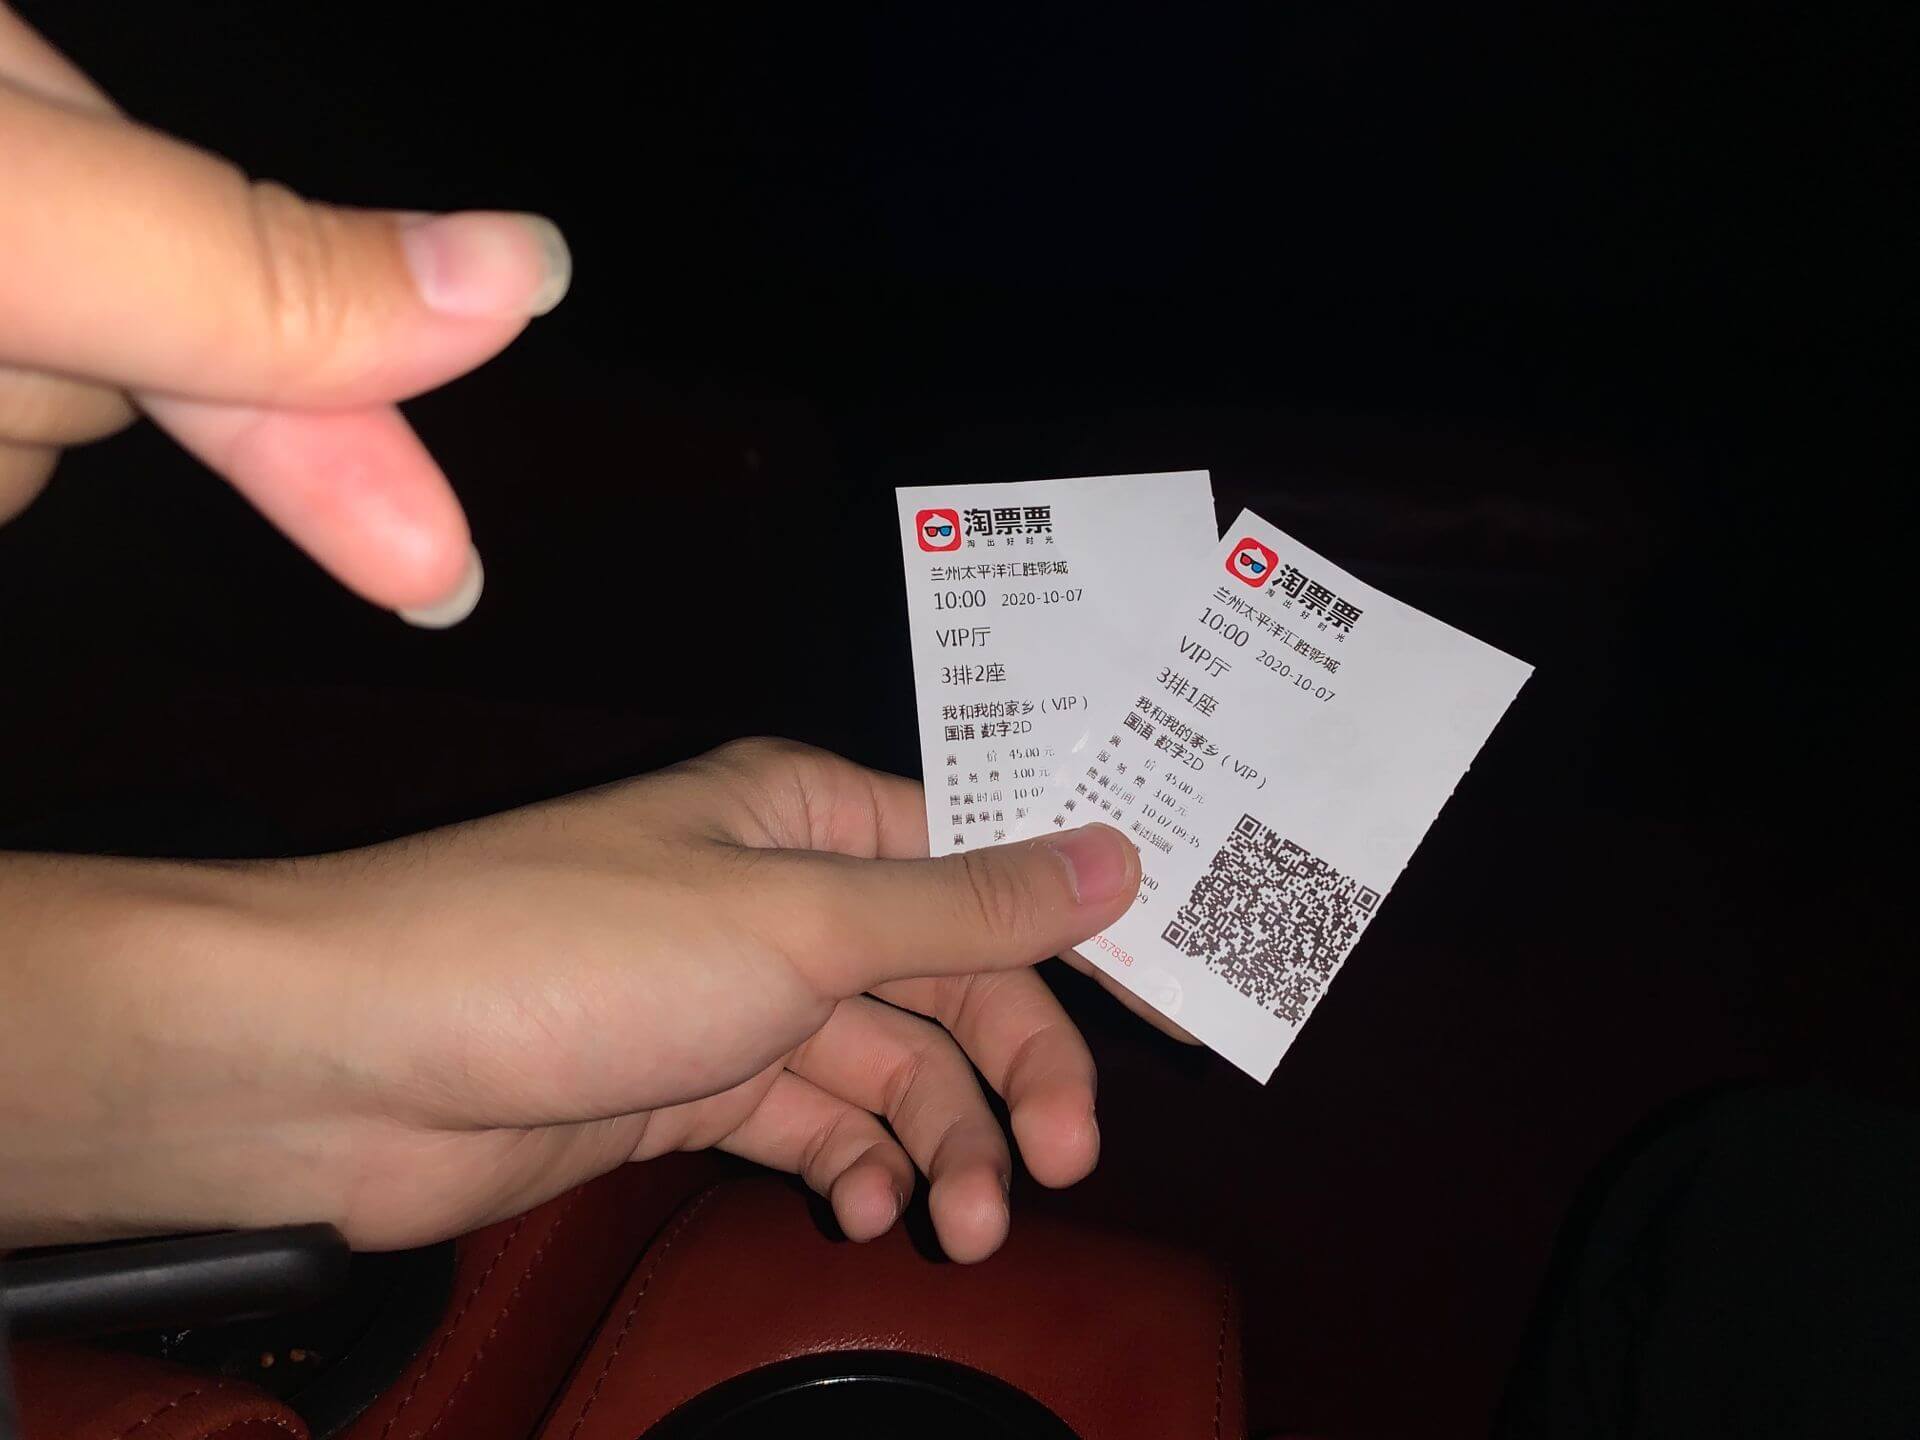 淘票票
淘出好时光
兰州太平洋汇胜影城
10:00 2020-10-07
VIP厅
3排2座
我和我的家乡（VIP）
国语 数字2D
票价 45.00 元
服务费 3.00 元
售票时间 10-07
售票渠道 美
票类
淘票票
淘出好时光
兰州太平洋汇胜影城
10:00 2020-10-07
VIP厅
3排1座
我和我的家乡（VIP）
国语 数字2D
票价 45.00 元
服务费 3.00 元
售票时间 10-07 09:35
售票渠道 美团猫眼
票
000
29
157838